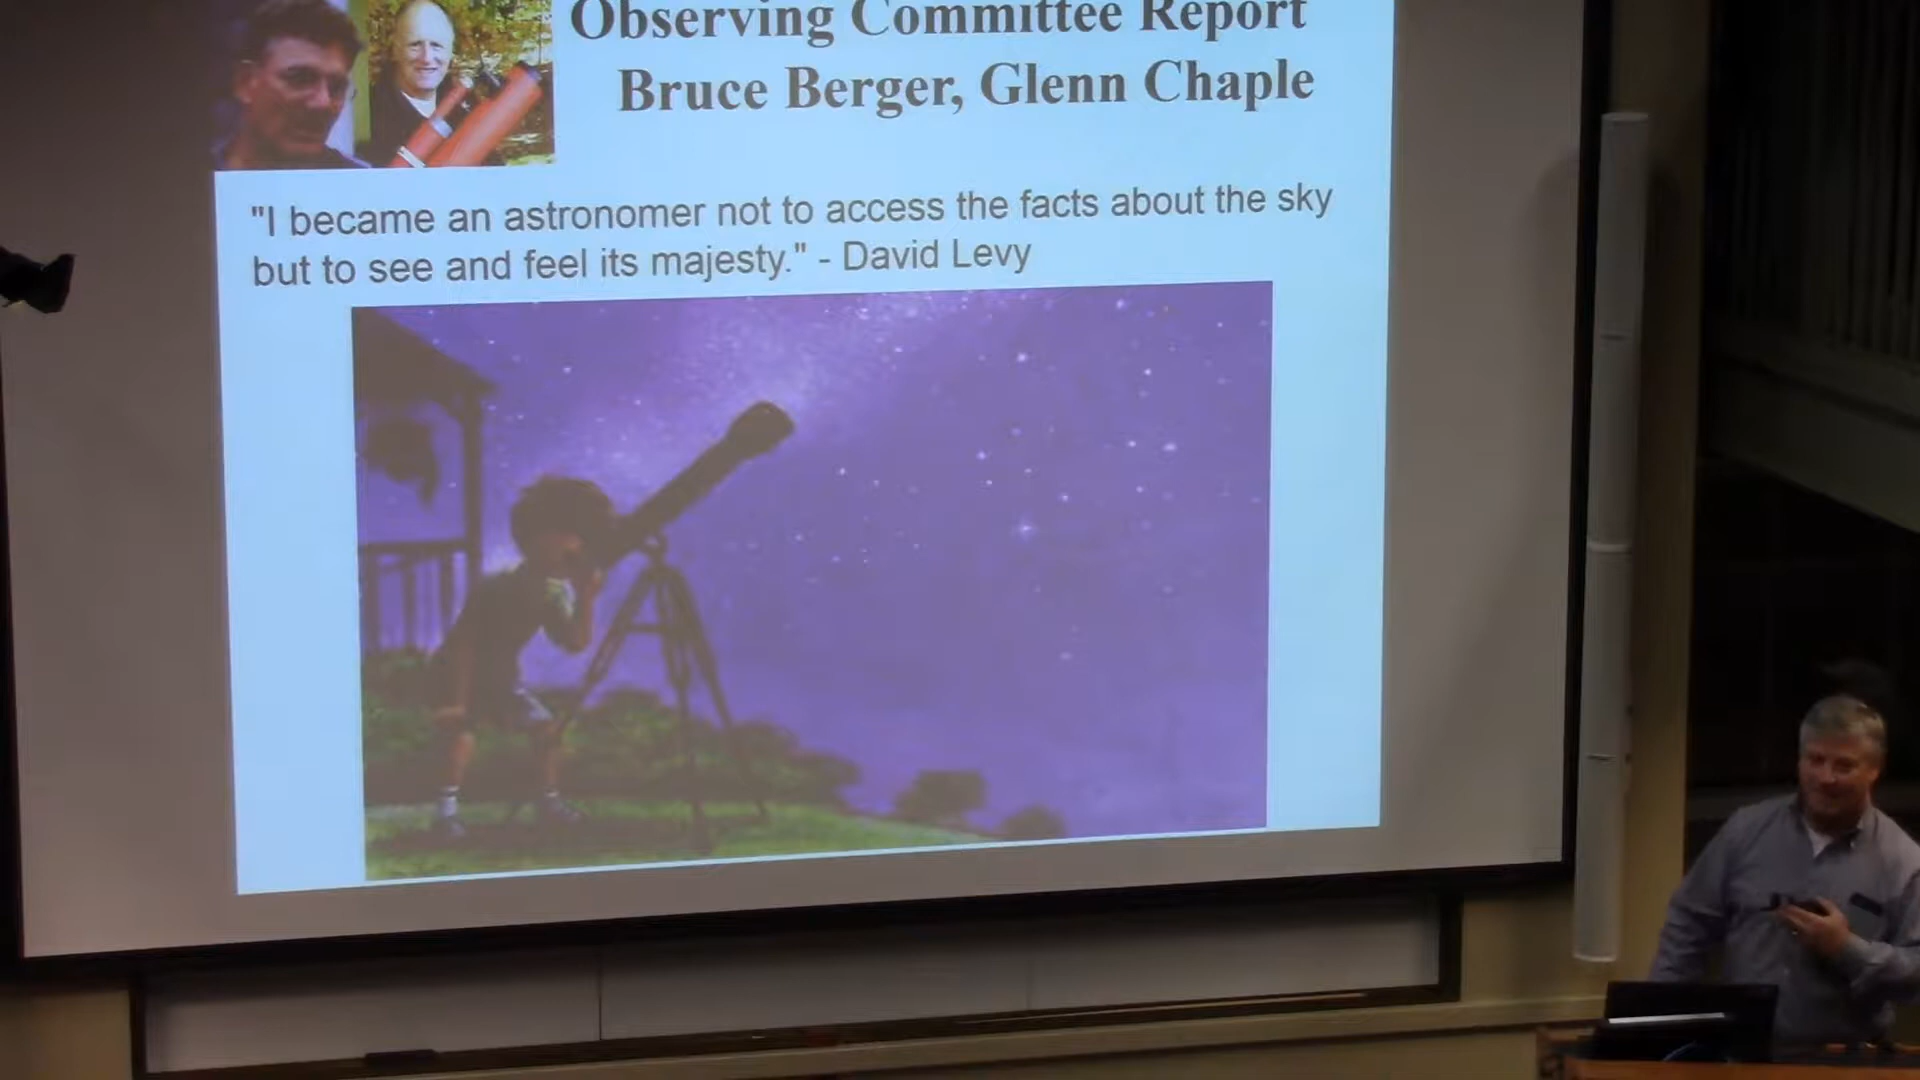 Observing Committee Report
Bruce Berger, Glenn Chaple
"I became an astronomer not to access the facts about the sky
but to see and feel its majesty." - David Levy